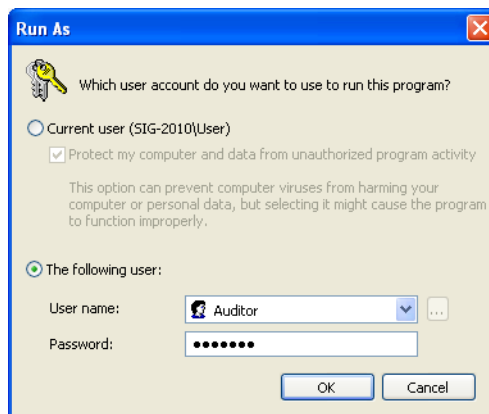 Run As
Which user account do you want to use to run this program?
Current user (SIG-2010\User)
Protect my computer and data from unauthorized program activity
This option can prevent computer viruses from harming your
computer or personal data, but selecting it might cause the program
to function improperly.
The following user:
User name:
Auditor
...
Password:
•••••••
OK
Cancel